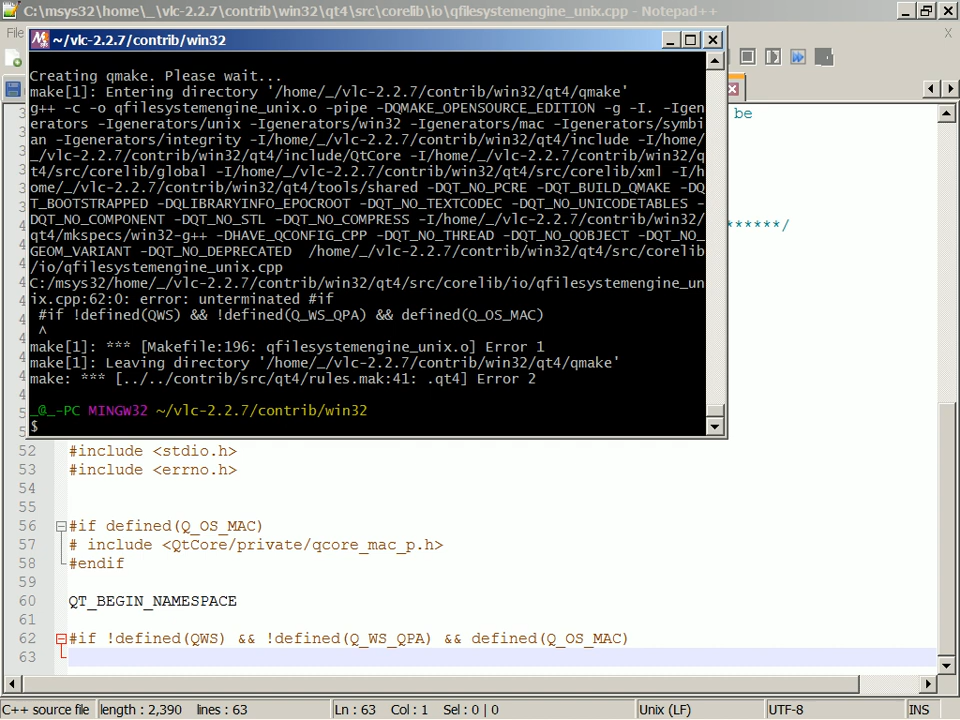 C:\msys32\home\_\vlc-2.2.7\contrib\win32\qt4\src\corelib\io\qfilesystemengine_unix.cpp - Notepad++
File
X
~/vlc-2.2.7/contrib/win32
Creating qmake. Please wait...
make[1]: Entering directory '/home/_/vlc-2.2.7/contrib/win32/qt4/qmake'
g++ -c -o qfilesystemengine_unix.o -pipe -DQMAKE_OPENSOURCE_EDITION -g -I. -Igen
erators -Igenerators/unix -Igenerators/win32 -Igenerators/mac -Igenerators/symbi
an -Igenerators/integrity -I/home/_/vlc-2.2.7/contrib/win32/qt4/include -I/home/
_/vlc-2.2.7/contrib/win32/qt4/include/QtCore -I/home/_/vlc-2.2.7/contrib/win32/q
t4/src/corelib/global -I/home/_/vlc-2.2.7/contrib/win32/qt4/src/corelib/xml -I/h
ome/_/vlc-2.2.7/contrib/win32/qt4/tools/shared -DQT_NO_PCRE -DQT_BUILD_QMAKE -DQ
T_BOOTSTRAPPED -DQLIBRARYINFO_EPOCROOT -DQT_NO_TEXTCODEC -DQT_NO_UNICODETABLES -
DQT_NO_COMPONENT -DQT_NO_STL -DQT_NO_COMPRESS -I/home/_/vlc-2.2.7/contrib/win32/
qt4/mkspecs/win32-g++ -DHAVE_QCONFIG_CPP -DQT_NO_THREAD -DQT_NO_QOBJECT -DQT_NO_
GEOM_VARIANT -DQT_NO_DEPRECATED  /home/_/vlc-2.2.7/contrib/win32/qt4/src/corelib
/io/qfilesystemengine_unix.cpp
C:/msys32/home/_/vlc-2.2.7/contrib/win32/qt4/src/corelib/io/qfilesystemengine_un
ix.cpp:62:0: error: unterminated #if
 #if !defined(QWS) && !defined(Q_WS_QPA) && defined(Q_OS_MAC)
 ^
make[1]: *** [Makefile:196: qfilesystemengine_unix.o] Error 1
make[1]: Leaving directory '/home/_/vlc-2.2.7/contrib/win32/qt4/qmake'
make: *** [../../contrib/src/qt4/rules.mak:41: .qt4] Error 2
_@_-PC MINGW32 ~/vlc-2.2.7/contrib/win32
$
be
******/
52 #include <stdio.h>
53 #include <errno.h>
54
55
56 #if defined(Q_OS_MAC)
57 # include <QtCore/private/qcore_mac_p.h>
58 #endif
59
60 QT_BEGIN_NAMESPACE
61
62 #if !defined(QWS) && !defined(Q_WS_QPA) && defined(Q_OS_MAC)
63
C++ source file length : 2,390 lines : 63 Ln : 63 Col : 1 Sel : 0 | 0 Unix (LF) UTF-8 INS